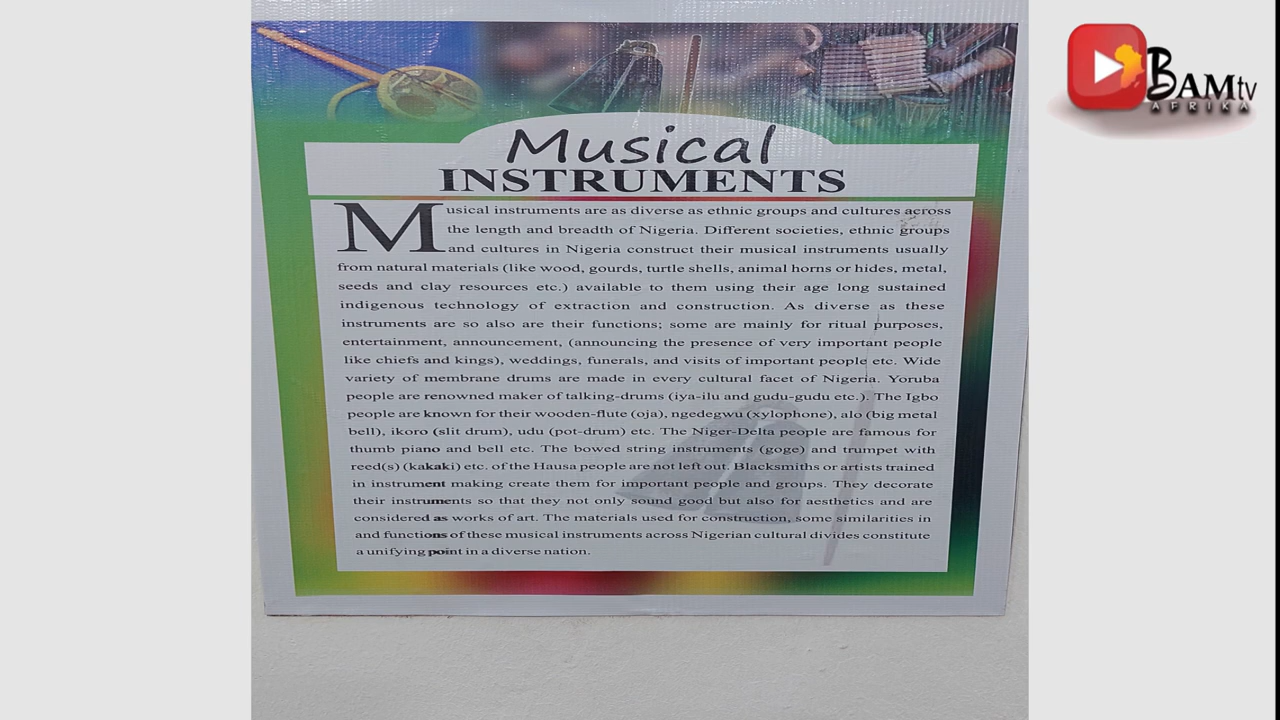 BAMtv
AFRIKA
Musical
INSTRUMENTS
Musical instruments are as diverse as ethnic groups and cultures across
the length and breadth of Nigeria. Different societies, ethnic groups
and cultures in Nigeria construct their musical instruments usually
from natural materials (like wood, gourds, turtle shells, animal horns or hides, metal,
seeds and clay resources etc.) available to them using their age long sustained
indigenous technology of extraction and construction. As diverse as these
instruments are so also are their functions; some are mainly for ritual purposes,
entertainment, announcement, (announcing the presence of very important people
like chiefs and kings), weddings, funerals, and visits of important people etc. Wide
variety of membrane drums are made in every cultural facet of Nigeria. Yoruba
people are renowned maker of talking-drums (iya-ilu and gudu-gudu etc.). The Igbo
people are known for their wooden-flute (oja), ngedegwu (xylophone), alo (big metal
bell), ikoro (slit drum), udu (pot-drum) etc. The Niger-Delta people are famous for
thumb piano and bell etc. The bowed string instruments (goge) and trumpet with
reed(s) (kakaki) etc. of the Hausa people are not left out. Blacksmiths or artists trained
in instrument making create them for important people and groups. They decorate
their instruments so that they not only sound good but also for aesthetics and are
considered as works of art. The materials used for construction, some similarities in
and functions of these musical instruments across Nigerian cultural divides constitute
a unifying point in a diverse nation.